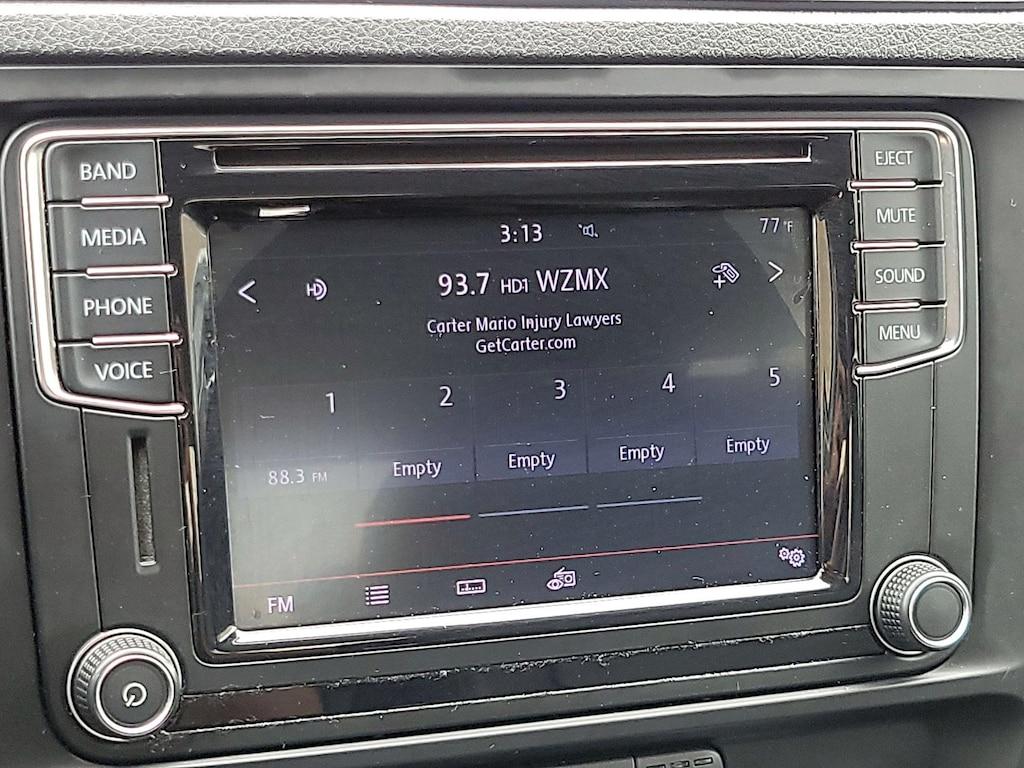 BAND
MEDIA
PHONE
VOICE
EJECT
MUTE
SOUND
MENU
3:13
77°F
HD
93.7 HD1 WZMX
Carter Mario Injury Lawyers
GetCarter.com
1 2 3 4 5
88.3 FM Empty Empty Empty Empty
FM